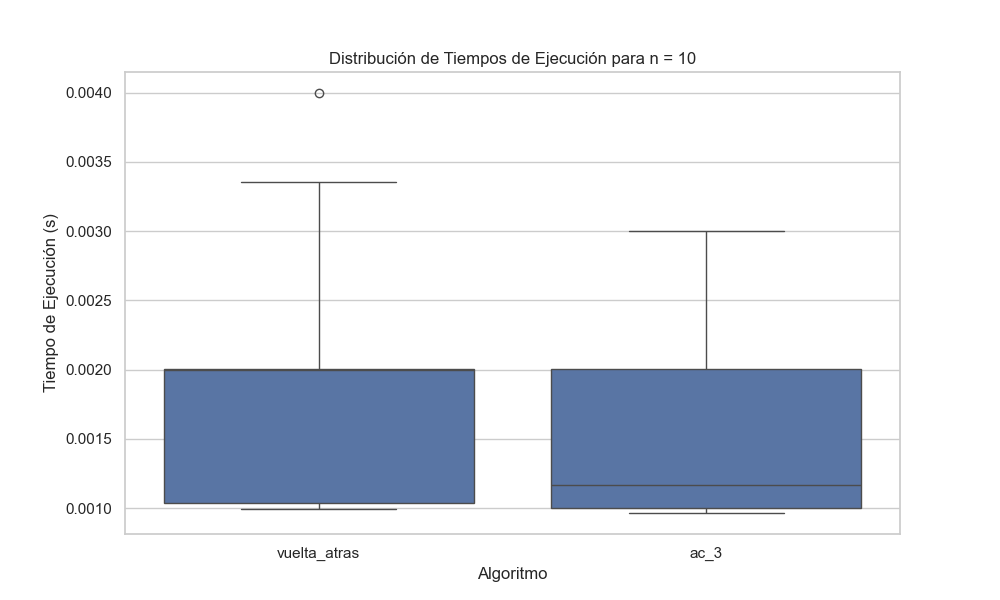 Distribución de Tiempos de Ejecución para n = 10
Tiempo de Ejecución (s)
0.0040
0.0035
0.0030
0.0025
0.0020
0.0015
0.0010
vuelta_atras
ac_3
Algoritmo